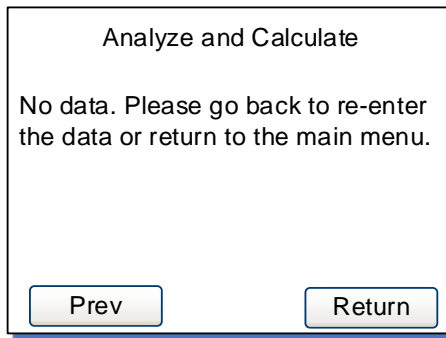 Analyze and Calculate
No data. Please go back to re-enter
the data or return to the main menu.
Prev
Return